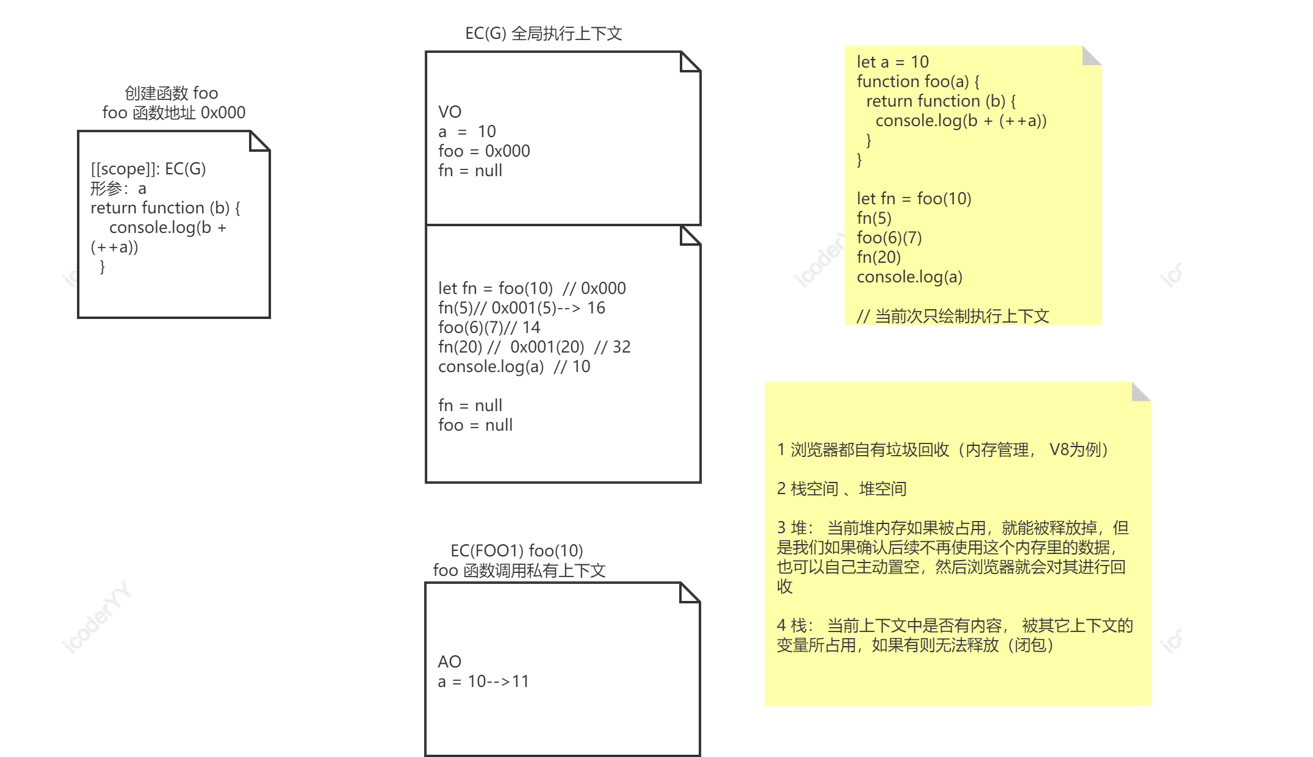 创建函数 foo
foo 函数地址 0x000
[[scope]]: EC(G)
形参：a
return function (b) {
console.log(b +
(++a))
}
EC(G) 全局执行上下文
VO
a = 10
foo = 0x000
fn = null
let fn = foo(10) // 0x000
fn(5)// 0x001(5)--> 16
foo(6)(7)// 14
fn(20) // 0x001(20) // 32
console.log(a) // 10
fn = null
foo = null
EC(FOO1) foo(10)
foo 函数调用私有上下文
AO
a = 10-->11
let a = 10
function foo(a) {
return function (b) {
console.log(b + (++a))
}
}
let fn = foo(10)
fn(5)
foo(6)(7)
fn(20)
console.log(a)
// 当前次只绘制执行上下文
1 浏览器都自有垃圾回收（内存管理， V8为例）
2 栈空间 、堆空间
3 堆： 当前堆内存如果被占用，就能被释放掉，但
是我们如果确认后续不再使用这个内存里的数据，
也可以自己主动置空，然后浏览器就会对其进行回
收
4 栈： 当前上下文中是否有内容， 被其它上下文的
变量所占用，如果有则无法释放（闭包）
icoderYY
icoderY
ic
ic
ic